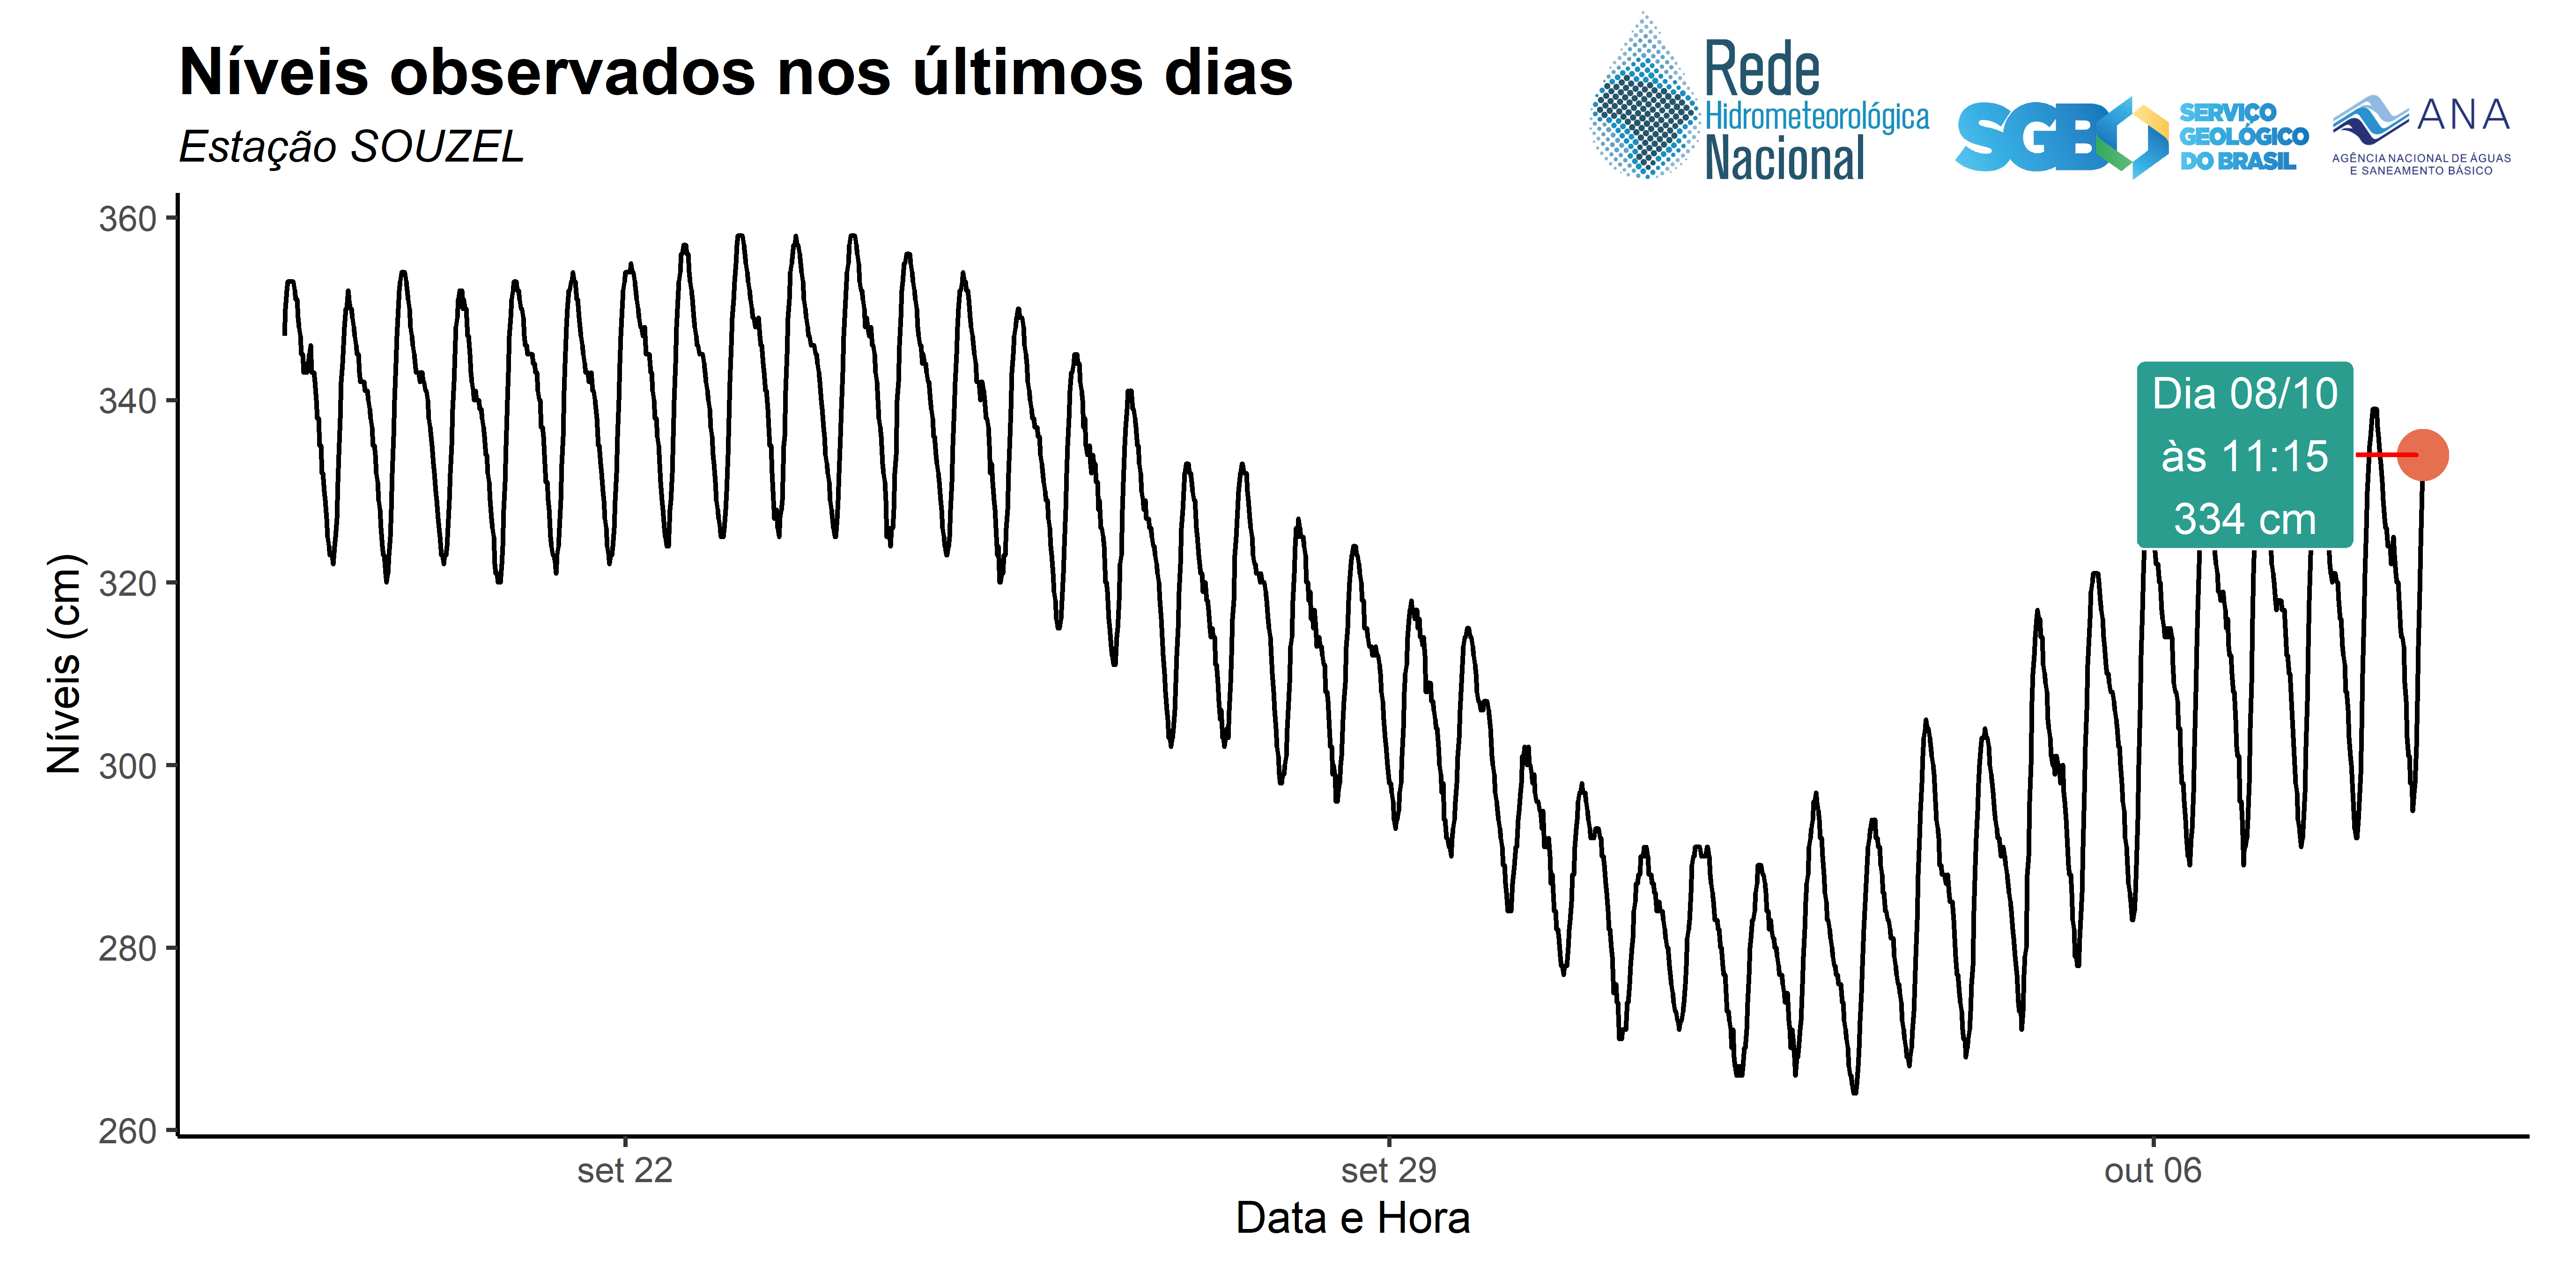 Níveis observados nos últimos dias
Estação SOUZEL
Rede
Hidrometeorológica
Nacional
SGB
SERVIÇO
GEOLÓGICO
DO BRASIL
ANA
AGÊNCIA NACIONAL DE ÁGUAS
E SANEAMENTO BÁSICO
Níveis (cm)
360
340
320
300
280
260
Dia 08/10
às 11:15
334 cm
set 22
set 29
out 06
Data e Hora